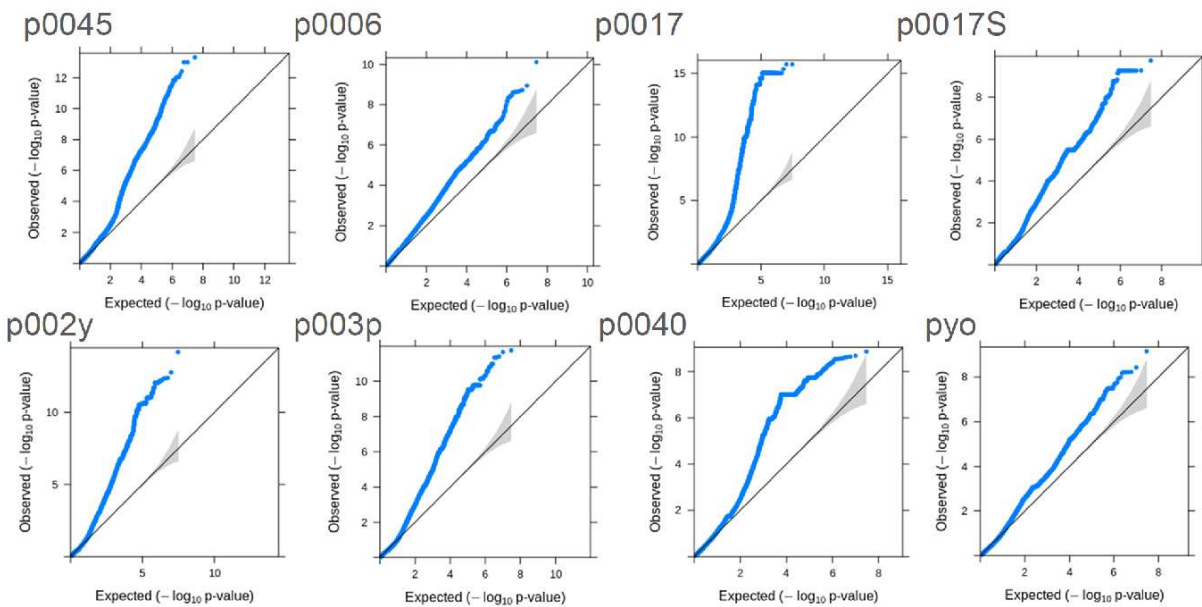 p0045
p0006
p0017
p0017S
Observed (− log10 p-value)
12
10
8
6
4
2
2 4 6 8 10 12
Expected (− log10 p-value)
Observed (− log10 p-value)
10
8
6
4
2
2 4 6 8 10
Expected (− log10 p-value)
Observed (− log10 p-value)
15
10
5
5 10 15
Expected (− log10 p-value)
Observed (− log10 p-value)
8
6
4
2
2 4 6 8
Expected (− log10 p-value)
p002y
p003p
p0040
pyo
Observed (− log10 p-value)
10
5
5 10
Expected (− log10 p-value)
Observed (− log10 p-value)
10
8
6
4
2
2 4 6 8 10
Expected (− log10 p-value)
Observed (− log10 p-value)
8
6
4
2
2 4 6 8
Expected (− log10 p-value)
Observed (− log10 p-value)
8
6
4
2
2 4 6 8
Expected (− log10 p-value)